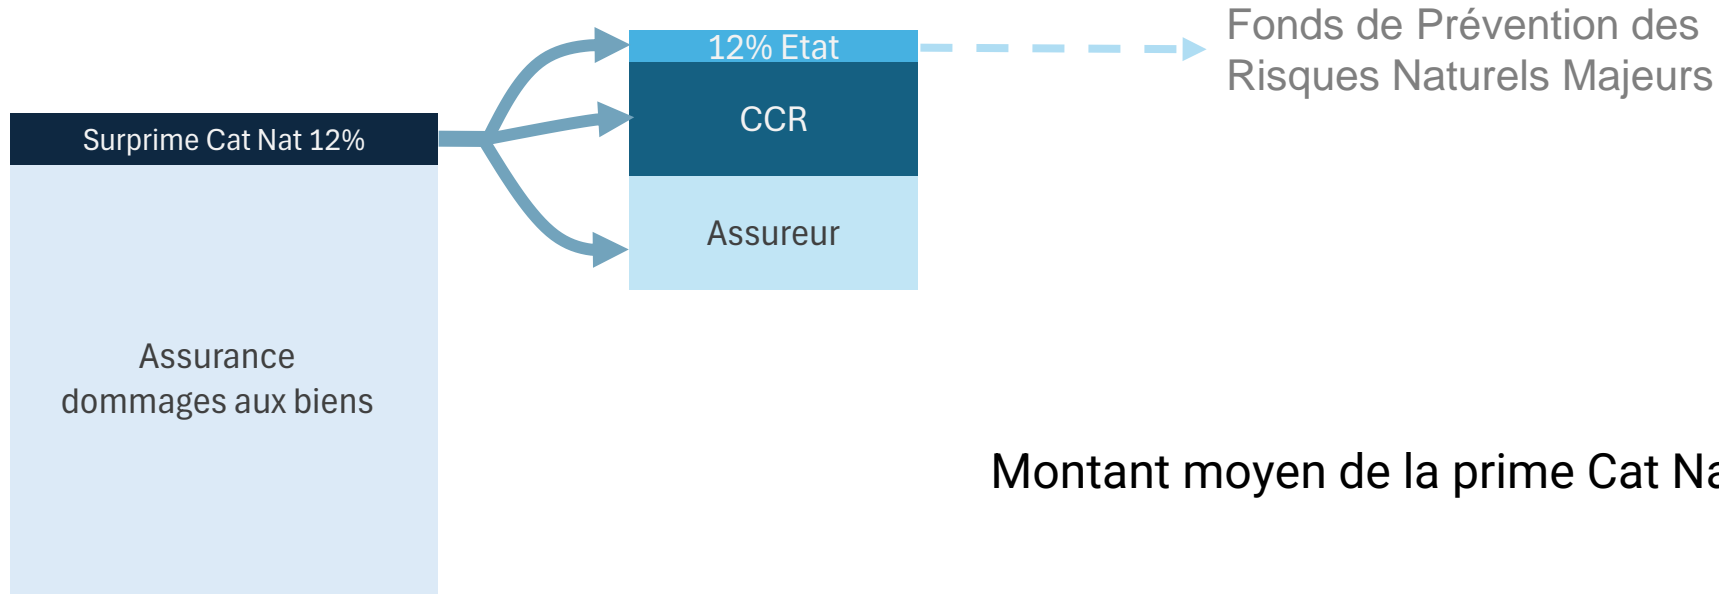 Surprime Cat Nat 12%
Assurance
dommages aux biens
12% Etat
CCR
Assureur
Fonds de Prévention des
Risques Naturels Majeurs
Montant moyen de la prime Cat Na